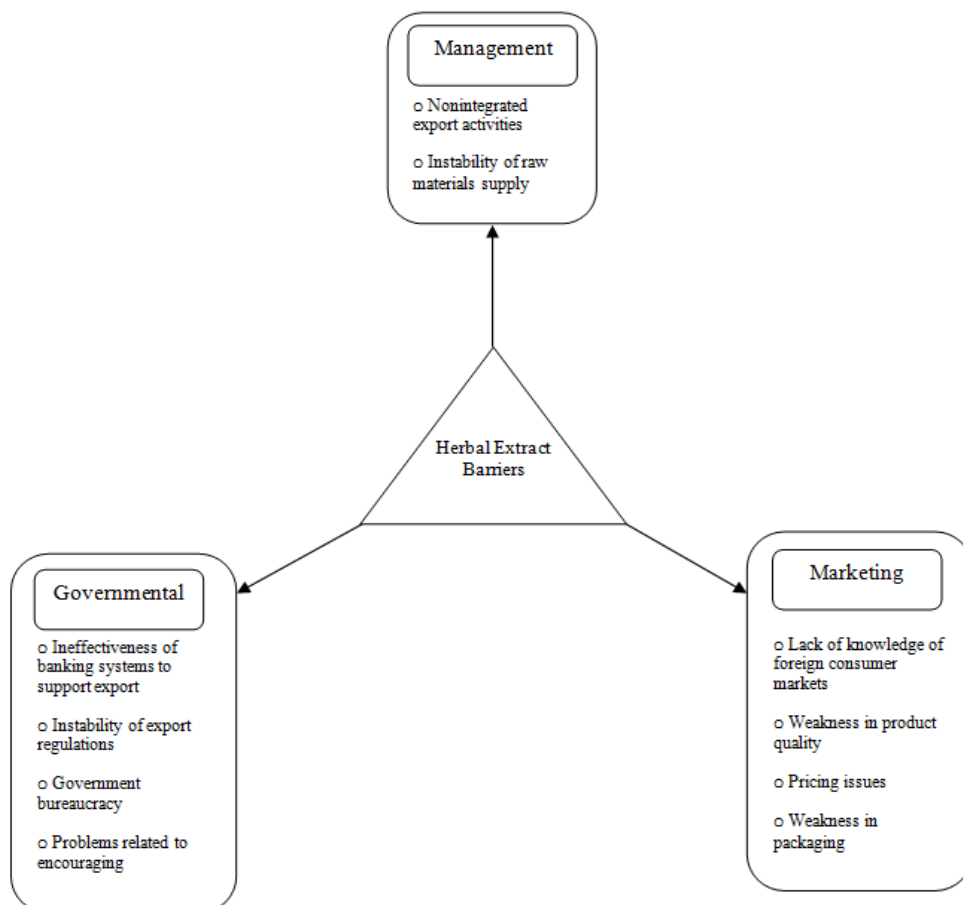 Management
o Nonintegrated
export activities
o Instability of raw
materials supply
Herbal Extract
Barriers
Governmental
o Ineffectiveness of
banking systems to
support export
o Instability of export
regulations
o Government
bureaucracy
o Problems related to
encouraging
Marketing
o Lack of knowledge of
foreign consumer
markets
o Weakness in product
quality
o Pricing issues
o Weakness in
packaging